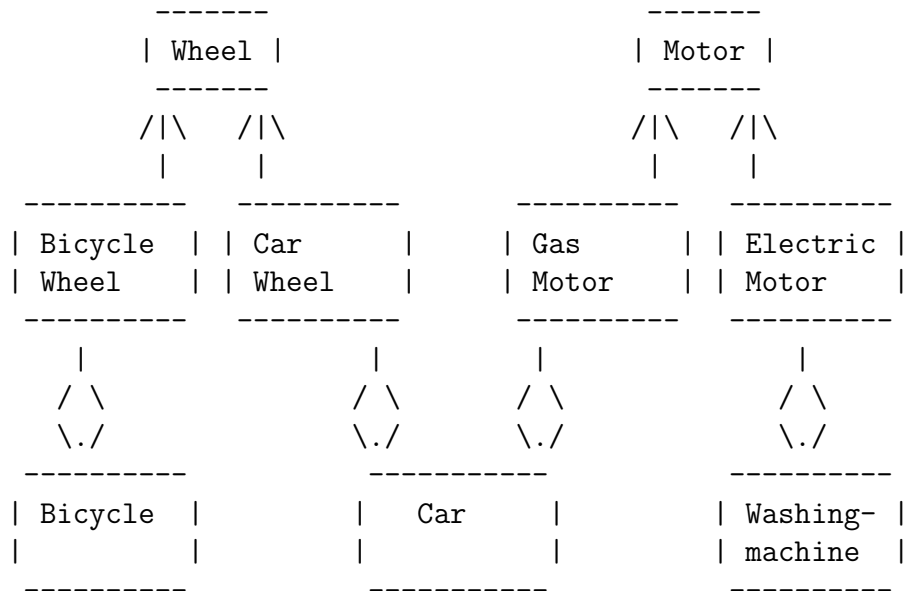 Wheel Motor
Bicycle Car Gas Electric
Wheel Wheel Motor Motor
Bicycle Car Washing-
machine